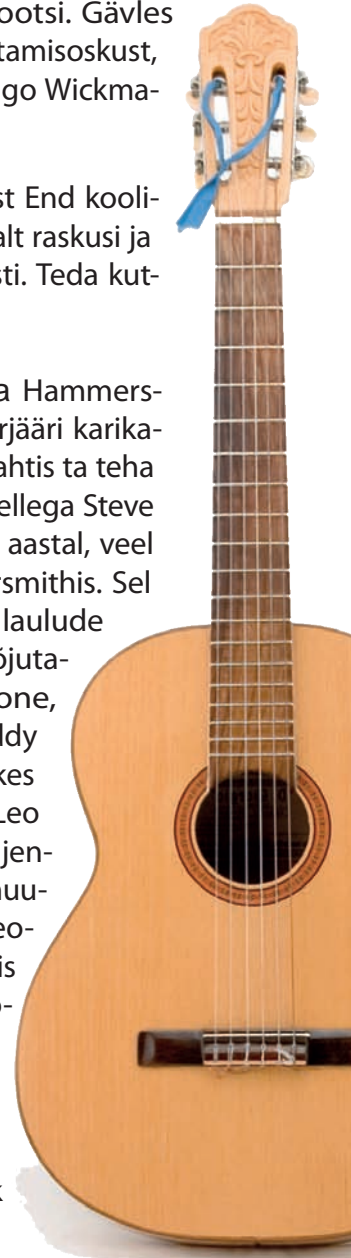 ootsi. Gävles
tamisoskust,
go Wickma-
st End kooli-
alt raskusi ja
sti. Teda kut-
a Hammers-
rjääri karika-
ahtis ta teha
ellega Steve
aastal, veel
rsmithis. Sel
laulude
õjuta-
one,
ldy
kes
Leo
jen-
nuu-
eo-
is
o-
k